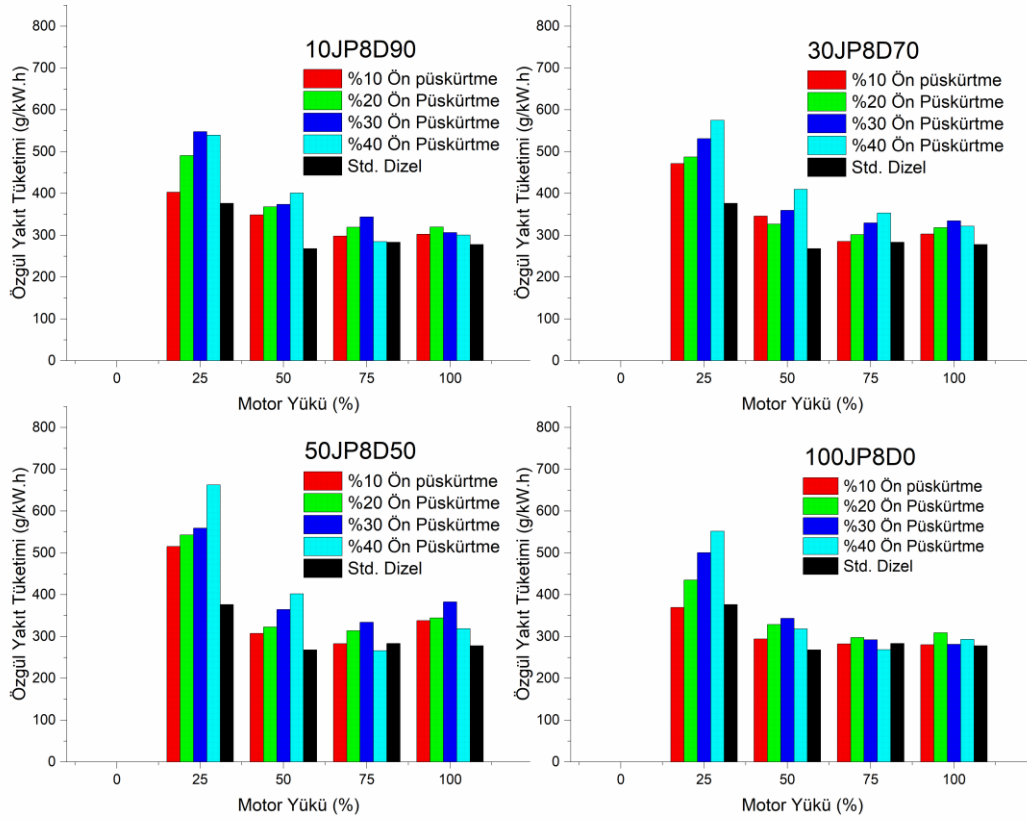 800
700
600
500
400
300
200
100
0
Özgül Yakıt Tüketimi (g/kW.h)
10JP8D90
%10 Ön püskürtme
%20 Ön Püskürtme
%30 Ön Püskürtme
%40 Ön Püskürtme
Std. Dizel
0 25 50 75 100
Motor Yükü (%)
800
700
600
500
400
300
200
100
0
Özgül Yakıt Tüketimi (g/kW.h)
30JP8D70
%10 Ön püskürtme
%20 Ön Püskürtme
%30 Ön Püskürtme
%40 Ön Püskürtme
Std. Dizel
0 25 50 75 100
Motor Yükü (%)
800
700
600
500
400
300
200
100
0
Özgül Yakıt Tüketimi (g/kW.h)
50JP8D50
%10 Ön püskürtme
%20 Ön Püskürtme
%30 Ön Püskürtme
%40 Ön Püskürtme
Std. Dizel
0 25 50 75 100
Motor Yükü (%)
800
700
600
500
400
300
200
100
0
Özgül Yakıt Tüketimi (g/kW.h)
100JP8D0
%10 Ön püskürtme
%20 Ön Püskürtme
%30 Ön Püskürtme
%40 Ön Püskürtme
Std. Dizel
0 25 50 75 100
Motor Yükü (%)